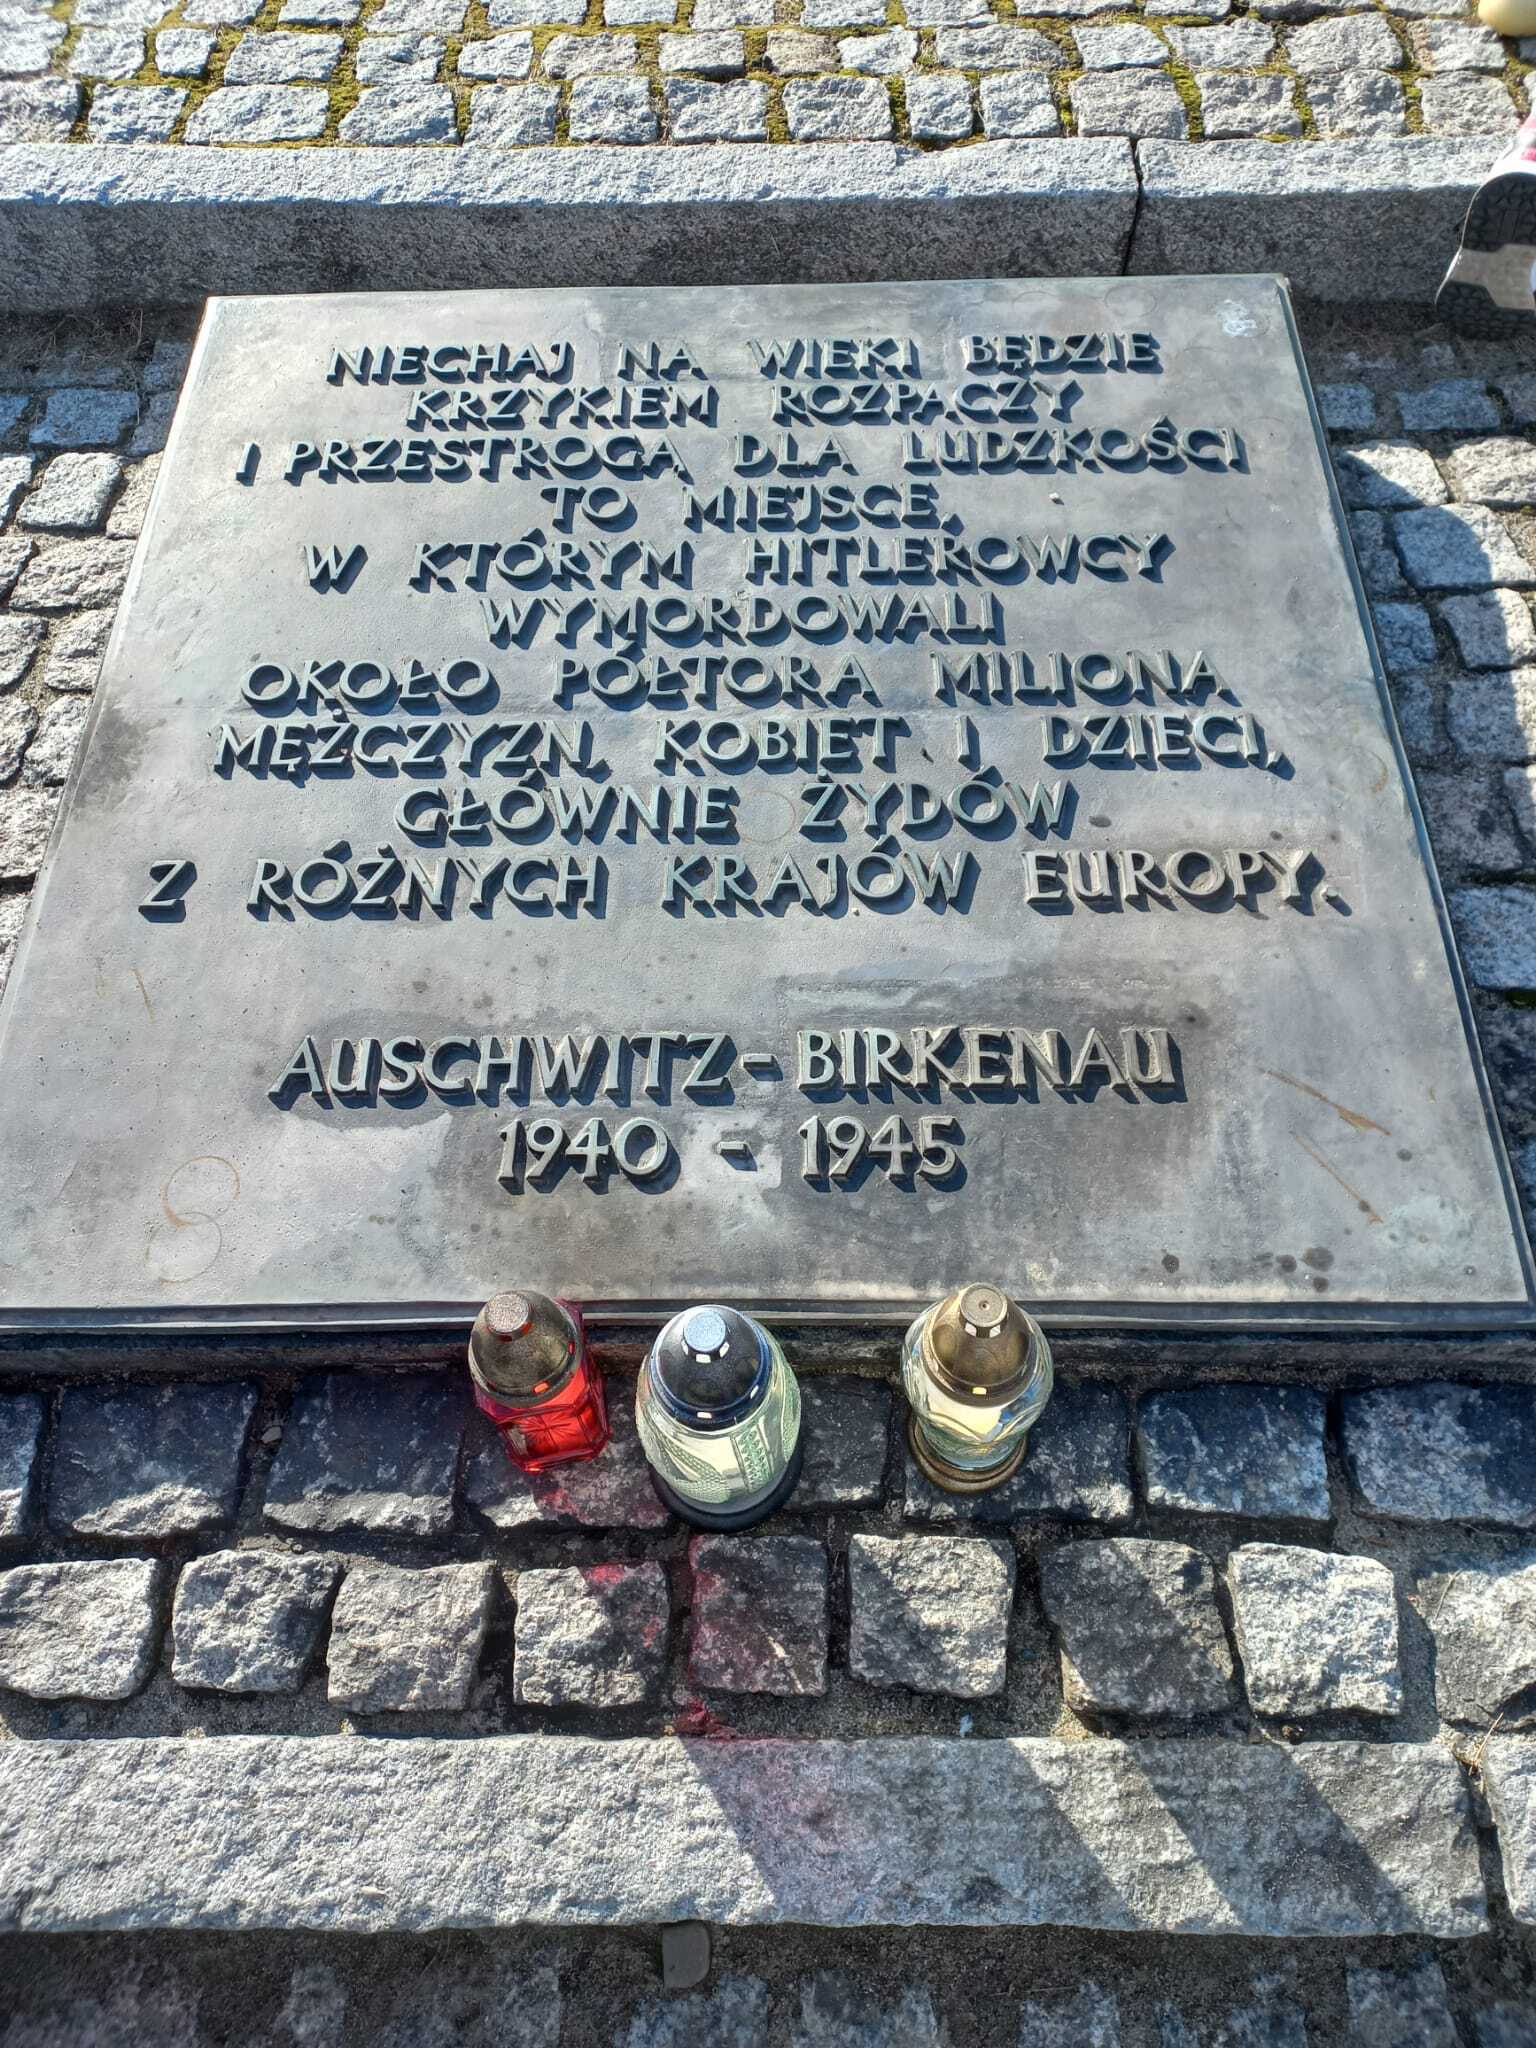 NIECHAJ NA WIEKI BĘDZIE
KRZYKIEM ROZPACZY
I PRZESTROGĄ DLA LUDZKOŚCI
TO MIEJSCE,
W KTÓRYM HITLEROWCY
WYMORDOWALI
OKOŁO PÓŁTORA MILIONA
MĘŻCZYZN, KOBIET I DZIECI,
GŁÓWNIE ŻYDÓW
Z RÓŻNYCH KRAJÓW EUROPY.
AUSCHWITZ-BIRKENAU
1940 - 1945